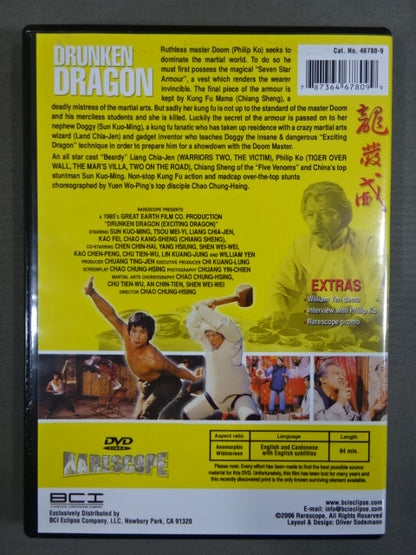 DRUNKEN
DRAGON
Ruthless master Doom (Philip Ko) seeks to
dominate the martial world. To do so he
must first possess the magical "Seven Star
Armour", a vest which renders the wearer
invincible. The final piece of the armour is
kept by Kung Fu Mama (Chiang Sheng), a
deadly mistress of the martial arts. But sadly her kung fu is not up to the standard of the master Doom
and his merciless students and she is killed. Luckily the secret of the armour is passed on to her
nephew Doggy (Sun Kuo-Ming), a kung fu fanatic who has taken up residence with a crazy martial arts
wizard (Liand Chia-Jen) and gadget inventor who teaches Doggy the insane & dangerous "Exciting
Dragon" technique in order to prepare him for a showdown with the Doom Master.
An all star cast "Beardy" Liang Chia-Jen (WARRIORS TWO, THE VICTIM), Philip Ko (TIGER OVER
WALL, THE MAR'S VILLA, TWO ON THE ROAD), Chiang Sheng of the "Five Venoms" and China's top
stuntmen Sun Kuo-Ming. Non-stop Kung Fu action and madcap over-the-top stunts
choreographed by Yuen Wo-Ping's top disciple Chao Chung-Hsing.
Cat. No. 46780-9
7 87364 67809 9
RARESCOPE PRESENTS
A 1985's GREAT EARTH FILM CO. PRODUCTION
"DRUNKEN DRAGON (EXCITING DRAGON)"
STARRING SUN KUO-MING, TSOU MEI-YI, LIANG CHIA-JEN,
KAO FEI, CHAO KANG-SHENG (CHIANG SHENG),
CO-STARRING CHEN CHIN-HAI, YANG HSIUNG, SHEN WEI-WEI,
KAO CHEN-PENG, CHU TIEN-WU, LIN KUANG-JUNG and WILLIAM YEN
PRODUCER CHUANG TING-JEN EXECUTIVE PRODUCERS CHI KUANG-LUNG
SCREENPLAY CHAO CHUNG-HSING PHOTOGRAPHY CHUANG YIN-CHIEN
MARTIAL ARTS CHOREOGRAPHY CHAO CHUNG-HSING,
CHU TIEN-WU, AN CHIN-TIEN, SHEN WEI-WEI
DIRECTOR CHAO CHUNG-HSING
EXTRAS
- William Yen demo
- Interview with Philip Ko
- Rarescope promo
DVD
VIDEO
RARESCOPE
Aspect ratio Language Length
Anamorphic Widescreen English and Cantonese with English subtitles 94 min.
Please note: Every effort has been made to find the best possible source
material for this DVD. Unfortunately, this film has been lost for many years and
this recently discovered print is the only known existing element available.
BCI
Exclusively Distributed by
BCI Eclipse Company, LLC, Newbury Park, CA 91320
www.bcieclipse.com
info@bcieclipse.com
©2006 Rarescope, All Rights Reserved
Layout & Design: Oliver Sodemann